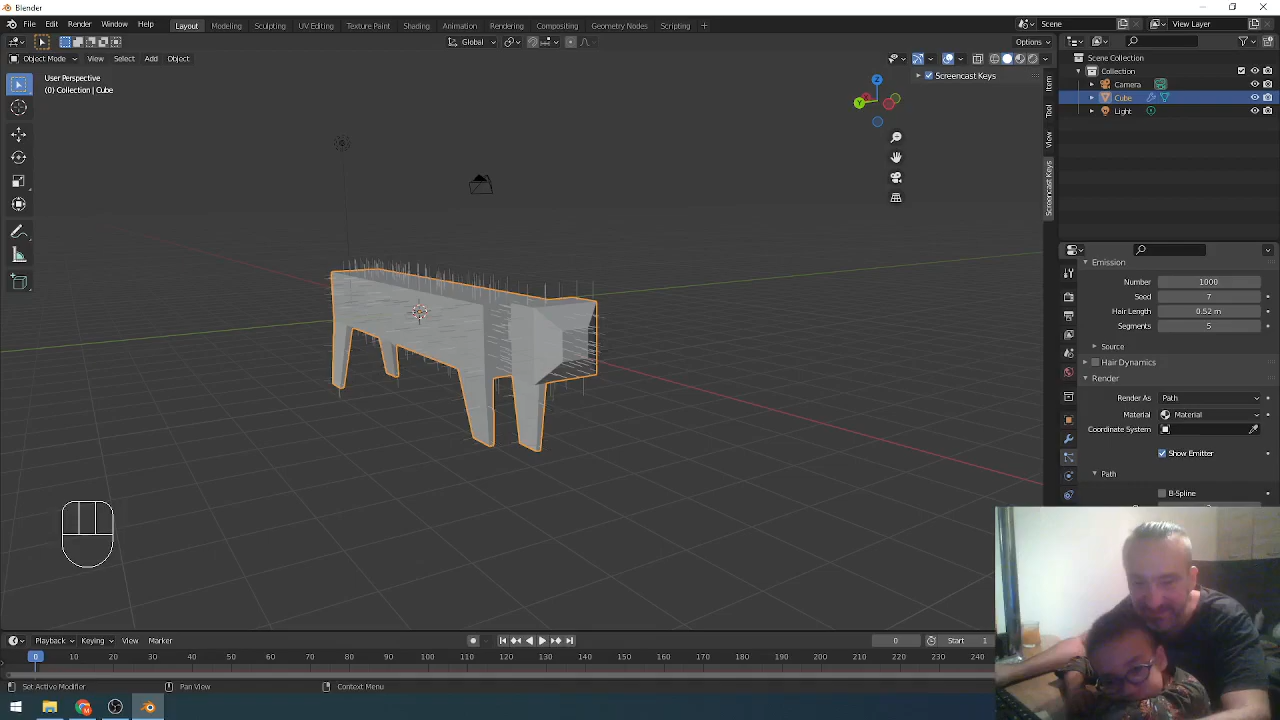 Blender
File Edit Render Window Help Layout Modeling Sculpting UV Editing Texture Paint Shading Animation Rendering Compositing Geometry Nodes Scripting + Scene View Layer
Global Options
Object Mode View Select Add Object
User Perspective
(0) Collection | Cube
Z
Y
Screencast Keys
Item
Tool
View
Screencast Keys
Scene Collection
Collection
Camera
Cube
Light
Emission
Number 1000
Seed 7
Hair Length 0.52 m
Segments 5
Source
Hair Dynamics
Render
Render As Path
Material Material
Coordinate System
Show Emitter
Path
B-Spline
Playback Keying View Marker 0 Start 1
0 10 20 30 40 50 60 70 80 90 100 110 120 130 140 150 160 170 180 190 200 210 220 230 240
Set Active Modifier Pan View Context Menu